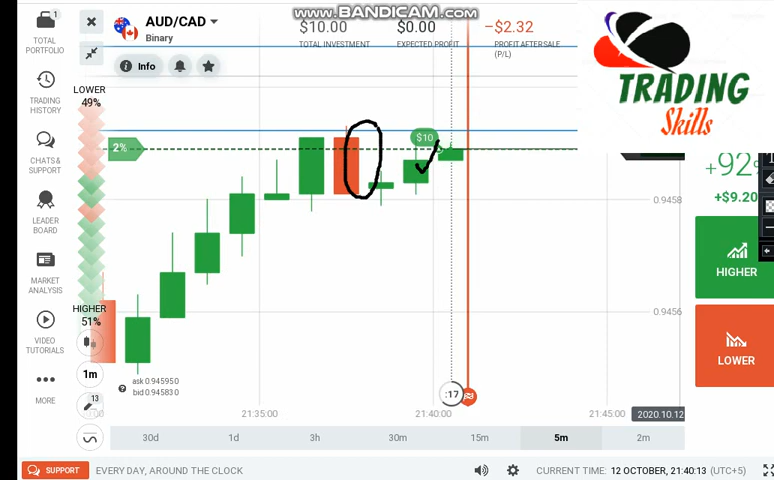 WWW.BANDICAM.COM
TOTAL
PORTFOLIO
TRADING
HISTORY
CHATS &
SUPPORT
LEADER
BOARD
MARKET
ANALYSIS
VIDEO
TUTORIALS
MORE
AUD/CAD
Binary
$10.00
TOTAL INVESTMENT
$0.00
EXPECTED PROFIT
−$2.32
PROFIT AFTER SALE
(P/L)
Info
LOWER
49%
2%
$10
HIGHER
51%
1m
13
ask 0.945950
bid 0.945830
0.9458
0.9456
:17
21:35:00
21:40:00
21:45:00
2020.10.12
30d
1d
3h
30m
15m
5m
2m
TRADING
Skills
+$9.20
HIGHER
LOWER
SUPPORT
EVERY DAY, AROUND THE CLOCK
CURRENT TIME: 12 OCTOBER, 21:40:13 (UTC+5)